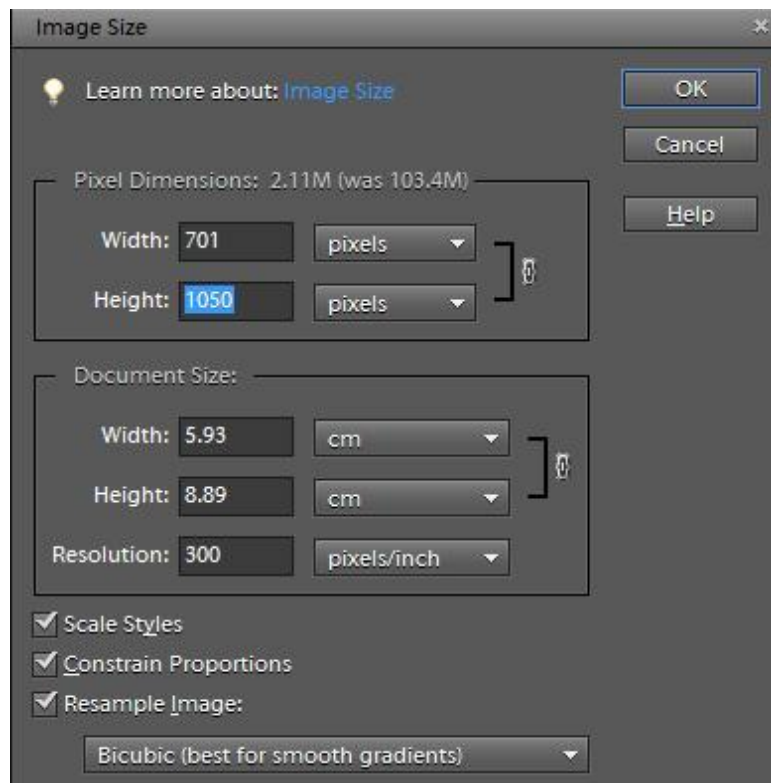 Image Size
Learn more about: Image Size
OK
Cancel
Help
Pixel Dimensions: 2.11M (was 103.4M)
Width: 701 pixels
Height: 1050 pixels
Document Size:
Width: 5.93 cm
Height: 8.89 cm
Resolution: 300 pixels/inch
Scale Styles
Constrain Proportions
Resample Image:
Bicubic (best for smooth gradients)